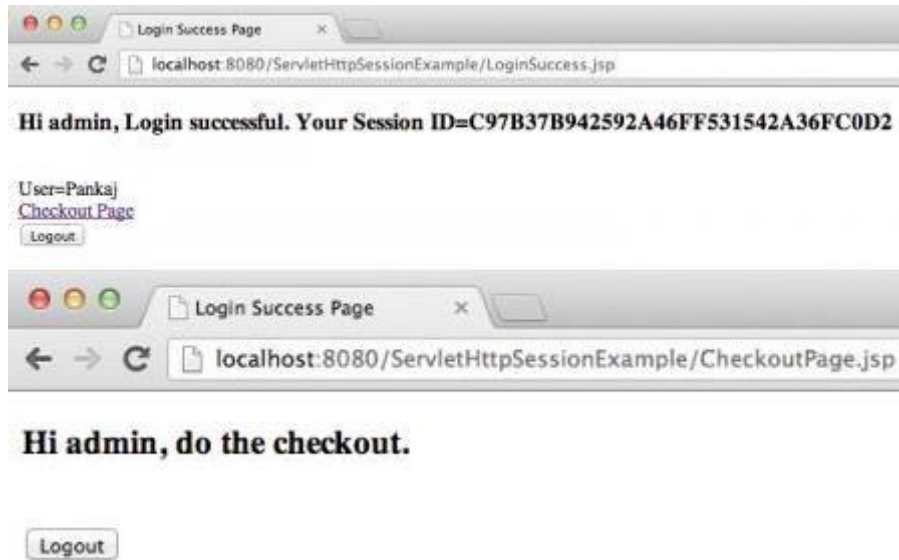 Login Success Page
localhost:8080/ServletHttpSessionExample/LoginSuccess.jsp
Hi admin, Login successful. Your Session ID=C97B37B942592A46FF531542A36FC0D2
User=Pankaj
Checkout Page
Logout
Login Success Page
localhost:8080/ServletHttpSessionExample/CheckoutPage.jsp
Hi admin, do the checkout.
Logout